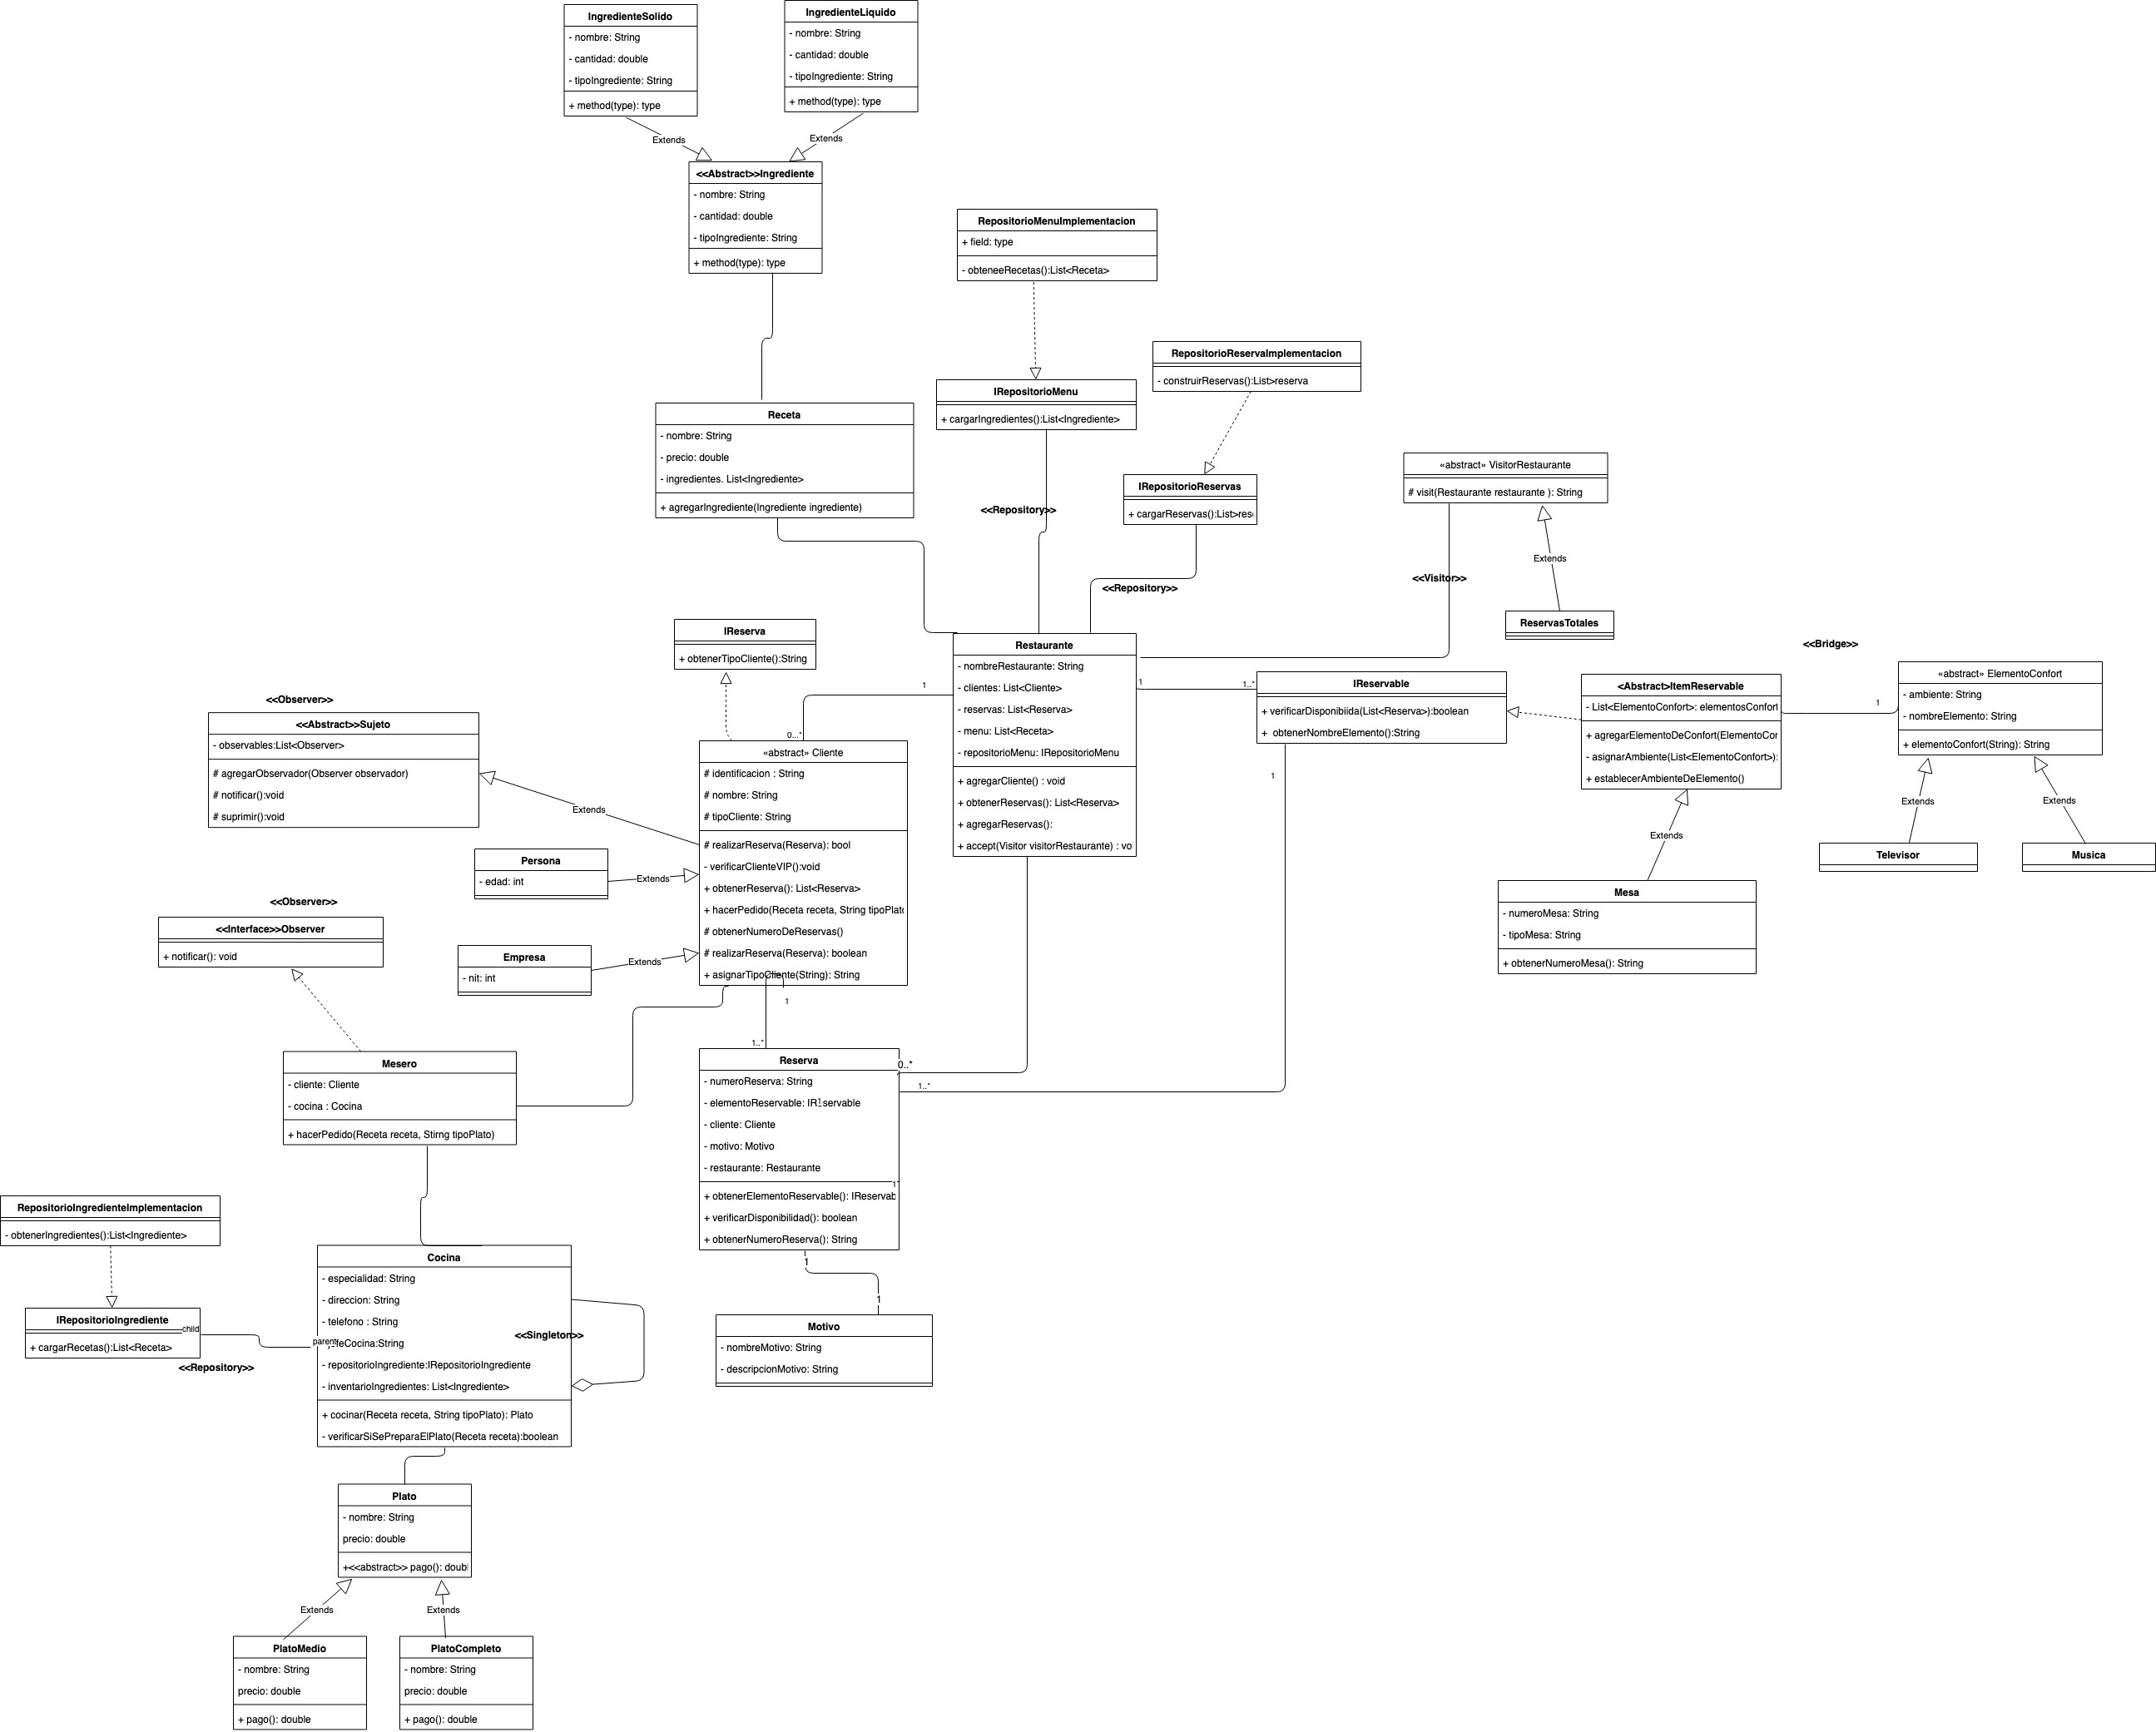 IngredienteSolido
- nombre: String
- cantidad: double
- tipoIngrediente: String
+ method(type): type
IngredienteLiquido
- nombre: String
- cantidad: double
- tipoIngrediente: String
+ method(type): type
Extends
Extends
<<Abstract>>Ingrediente
- nombre: String
- cantidad: double
- tipoIngrediente: String
+ method(type): type
RepositorioMenuImplementacion
+ field: type
- obteneeRecetas():List<Receta>
RepositorioReservaImplementacion
- construirReservas():List>reserva
IRepositorioMenu
+ cargarIngredientes():List<Ingrediente>
Receta
- nombre: String
- precio: double
- ingredientes. List<Ingrediente>
+ agregarIngrediente(Ingrediente ingrediente)
IRepositorioReservas
+ cargarReservas():List>res
<<Repository>>
«abstract» VisitorRestaurante
# visit(Restaurante restaurante ): String
Extends
<<Visitor>>
<<Repository>>
ReservasTotales
IReserva
+ obtenerTipoCliente():String
Restaurante
- nombreRestaurante: String
- clientes: List<Cliente>
- reservas: List<Reserva>
- menu: List<Receta>
- repositorioMenu: IRepositorioMenu
+ agregarCliente() : void
+ obtenerReservas(): List<Reserva>
+ agregarReservas():
+ accept(Visitor visitorRestaurante) : vo
1
0...*
1
1..*
IReservable
+ verificarDisponibiida(List<Reserva>):boolean
+ obtenerNombreElemento():String
1
<Abstract>ItemReservable
- List<ElementoConfort>: elementosConfort
+ agregarElementoDeConfort(ElementoCor
- asignarAmbiente(List<ElementoConfort>):
+ establecerAmbienteDeElemento()
<<Bridge>>
1
«abstract» ElementoConfort
- ambiente: String
- nombreElemento: String
+ elementoConfort(String): String
Extends
Extends
Extends
Televisor
Musica
Mesa
- numeroMesa: String
- tipoMesa: String
+ obtenerNumeroMesa(): String
<<Observer>>
<<Abstract>>Sujeto
- observables:List<Observer>
# agregarObservador(Observer observador)
# notificar():void
# suprimir():void
Extends
«abstract» Cliente
# identificacion : String
# nombre: String
# tipoCliente: String
# realizarReserva(Reserva): bool
- verificarClienteVIP():void
+ obtenerReserva(): List<Reserva>
+ hacerPedido(Receta receta, String tipoPlato
# obtenerNumeroDeReservas()
# realizarReserva(Reserva): boolean
+ asignarTipoCliente(String): String
Persona
- edad: int
Extends
Empresa
- nit: int
Extends
<<Observer>>
<<Interface>>Observer
+ notificar(): void
1
1..*
Mesero
- cliente: Cliente
- cocina : Cocina
+ hacerPedido(Receta receta, Stirng tipoPlato)
Reserva
- numeroReserva: String
- elementoReservable: IReservable
- cliente: Cliente
- motivo: Motivo
- restaurante: Restaurante
+ obtenerElementoReservable(): IReservab
+ verificarDisponibilidad(): boolean
+ obtenerNumeroReserva(): String
0..*
1..*
1
1
1
1
Motivo
- nombreMotivo: String
- descripcionMotivo: String
RepositorioIngredienteImplementacion
- obtenerIngredientes():List<Ingrediente>
IRepositorioIngrediente
+ cargarRecetas():List<Receta>
child
parent
<<Repository>>
Cocina
- especialidad: String
- direccion: String
- telefono : String
feCocina:String
- repositorioIngrediente:IRepositorioIngrediente
- inventarioIngredientes: List<Ingrediente>
+ cocinar(Receta receta, String tipoPlato): Plato
- verificarSiSePreparaElPlato(Receta receta):boolean
<<Singleton>>
Plato
- nombre: String
precio: double
+<<abstract>> pago(): doubl
Extends
Extends
PlatoMedio
- nombre: String
precio: double
+ pago(): double
PlatoCompleto
- nombre: String
precio: double
+ pago(): double